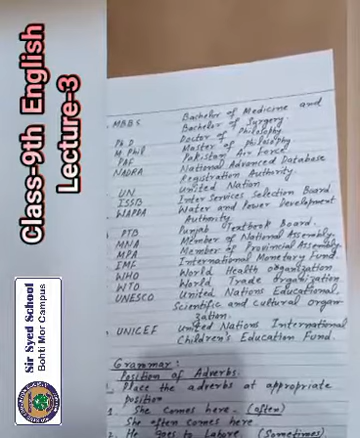 Class-9th English
Lecture-3
Sir Syed School
Bohti Mor Campus
MBBS Bachelor of Medicine and
Bachelor of Surgery
Ph.D Doctor of Philosophy.
M. Phil Master of philosophy
PAF Pakistan Air Force
NADRA National Advanced Database
Registration Authority.
UN United Nation.
ISSB Inter Services Selection Board
WAPDA Water and Power Development
Authority.
PTB Punjab Textbook Board.
MNA Member of National Assembly.
MPA Member of Provincial Assembly.
IMF International Monetary Fund.
WHO World Health organization.
WTO World Trade organization.
UNESCO United Nations Educational,
Scientific and Cultural organ-
zation.
UNICEF United Nations International
Children's Education Fund.
Grammar:
Position of Adverbs.
Place the adverbs at appropriate
position
1. She comes here. (often)
She often comes here
2. He goes to Lahore (Sometimes)